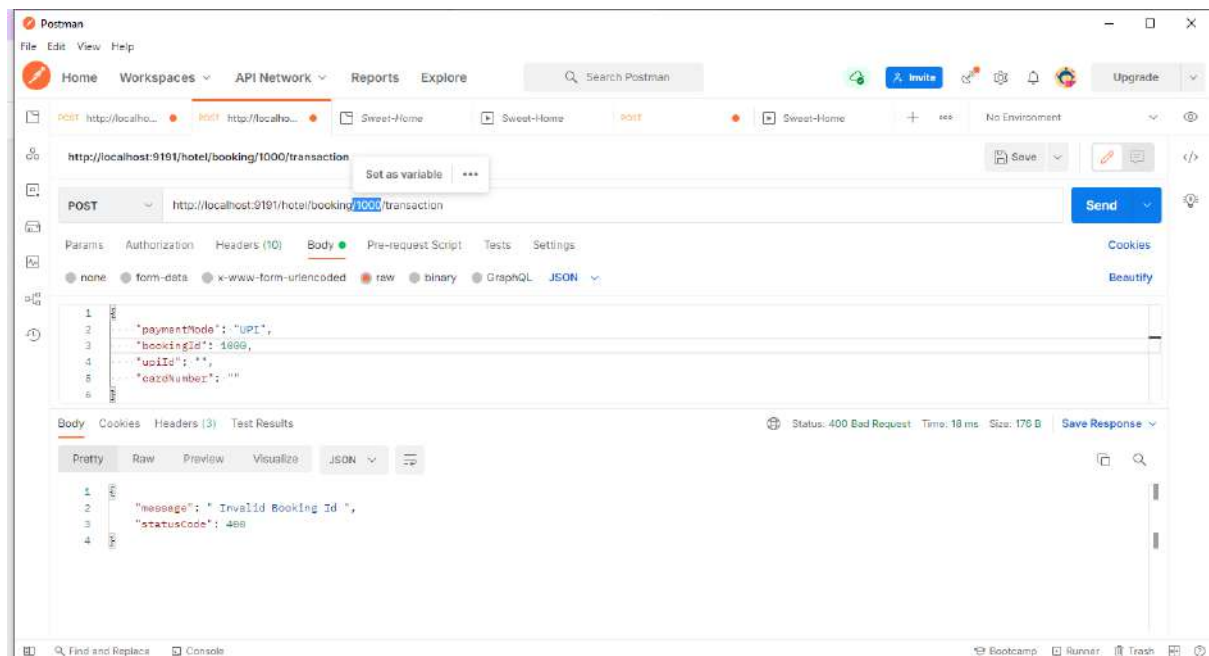 Postman
File Edit View Help
Home Workspaces API Network Reports Explore Search Postman Invite Upgrade
POST http://localho... POST http://localho... Sweet-Home Sweet-Home POST Sweet-Home + No Environment
http://localhost:9191/hotel/booking/1000/transaction Save
Set as variable
POST http://localhost:9191/hotel/booking/1000/transaction Send
Params Authorization Headers (10) Body Pre-request Script Tests Settings Cookies
none form-data x-www-form-urlencoded raw binary GraphQL JSON Beautify
1 {
2 "paymentMode": "UPI",
3 "bookingId": 1000,
4 "upiId": "",
5 "cardNumber": ""
6 }
Body Cookies Headers (3) Test Results Status: 400 Bad Request Time: 18 ms Size: 176 B Save Response
Pretty Raw Preview Visualize JSON
1 {
2 "message": " Invalid Booking Id ",
3 "statusCode": 400
4 }
Find and Replace Console Bootcamp Runner Trash